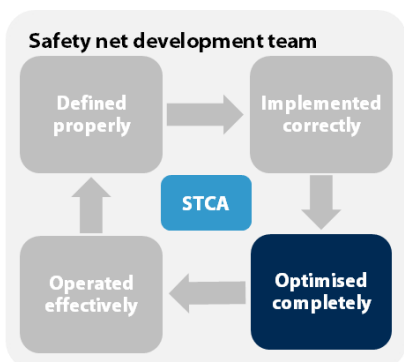 Safety net development team
Defined
properly
Implemented
correctly
STCA
Operated
effectively
Optimised
completely